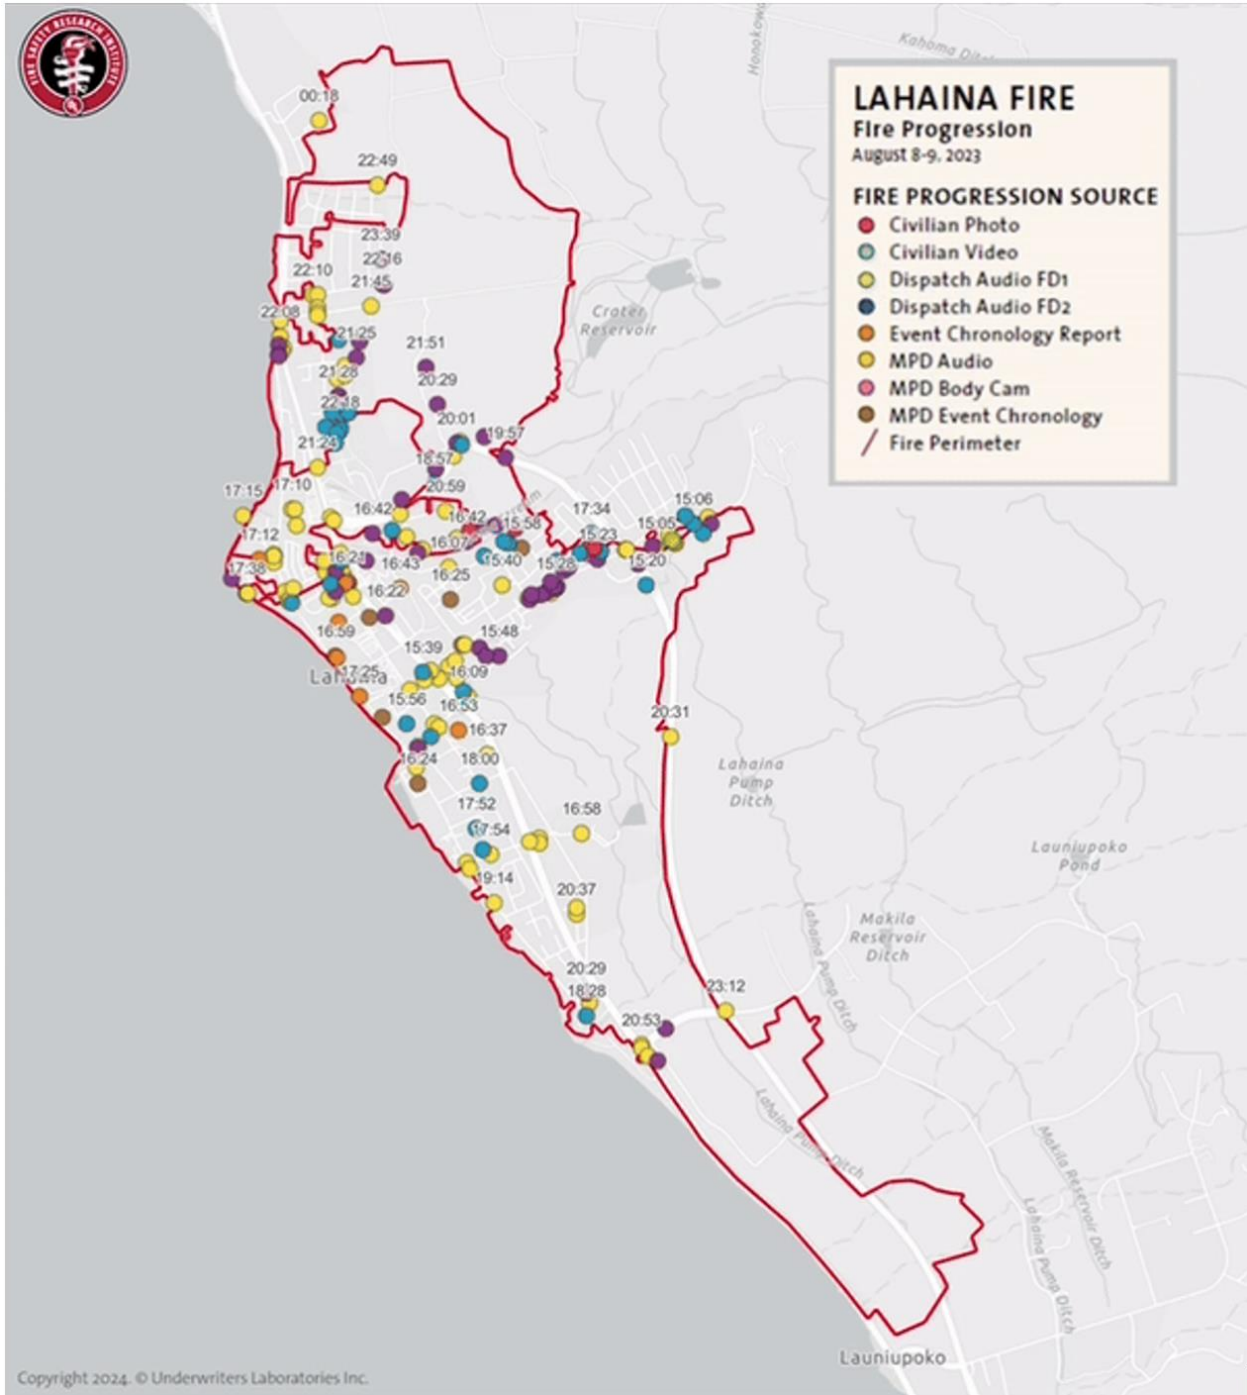 FIRE SAFETY RESEARCH INSTITUTE
UL
Honokowa
Kahoma Ditch
LAHAINA FIRE
Fire Progression
August 8-9, 2023
FIRE PROGRESSION SOURCE
Civilian Photo
Civilian Video
Dispatch Audio FD1
Dispatch Audio FD2
Event Chronology Report
MPD Audio
MPD Body Cam
MPD Event Chronology
Fire Perimeter
00:18
22:49
23:39
22:16
22:10
21:45
22:08
Crater
Reservoir
21:25
21:51
21:28
20:29
22:18
20:01
19:57
21:24
18:57
20:59
17:10
17:15
16:42
16:42
15:58
17:34
15:06
15:05
15:23
17:12
16:07
16:21
16:43
15:40
15:28
15:20
17:38
16:25
16:22
16:59
15:48
15:39
Lahaina
17:25
16:09
15:56
16:53
20:31
16:37
16:24
18:00
Lahaina
Pump
Ditch
17:52
16:58
17:54
Launiupoko
Pond
19:14
20:37
Makila
Reservoir
Ditch
Lahaina Pump Ditch
20:29
18:28
23:12
20:53
Lahaina Pump Ditch
Makila Reservoir Ditch
Lahaina Pump Ditch
Launiupoko
Copyright 2024. © Underwriters Laboratories Inc.